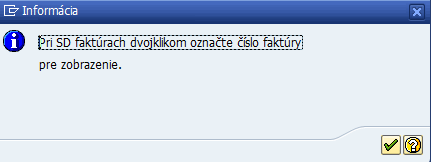 Informácia
Pri SD faktúrach dvojklikom označte číslo faktúry
pre zobrazenie.